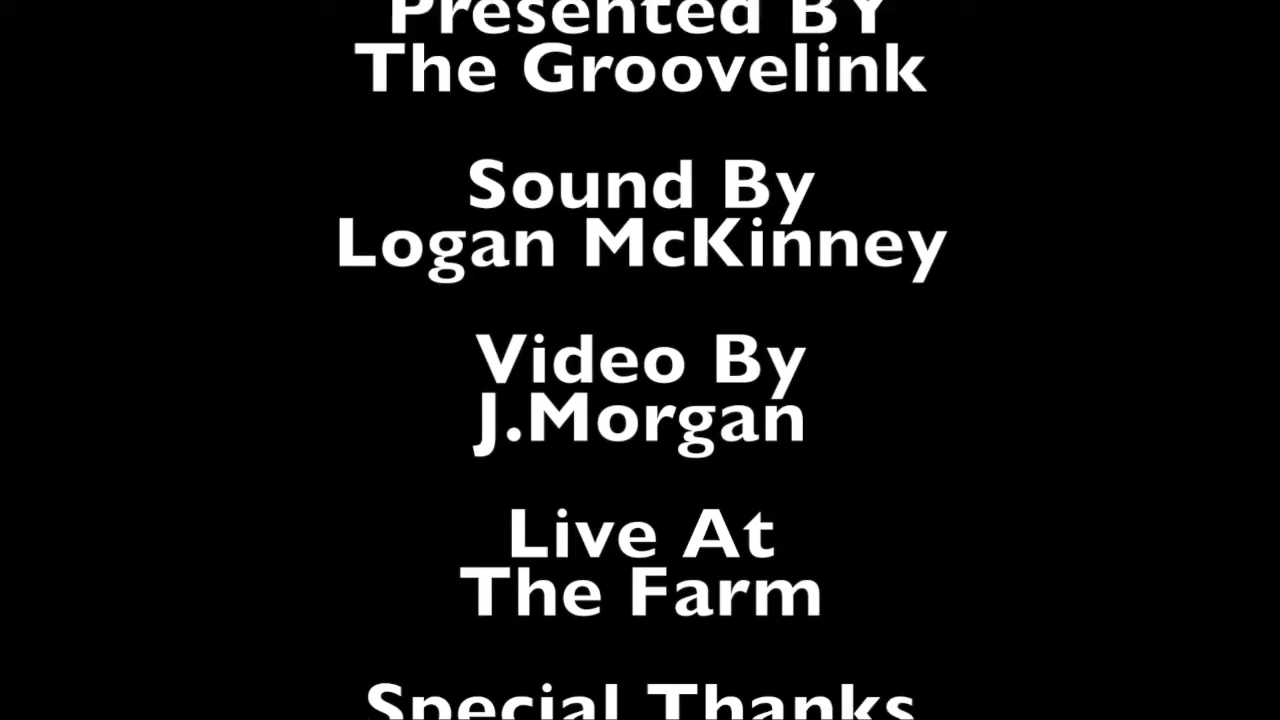 Presented BY
The Groovelink
Sound By
Logan McKinney
Video By
J.Morgan
Live At
The Farm
Special Thanks